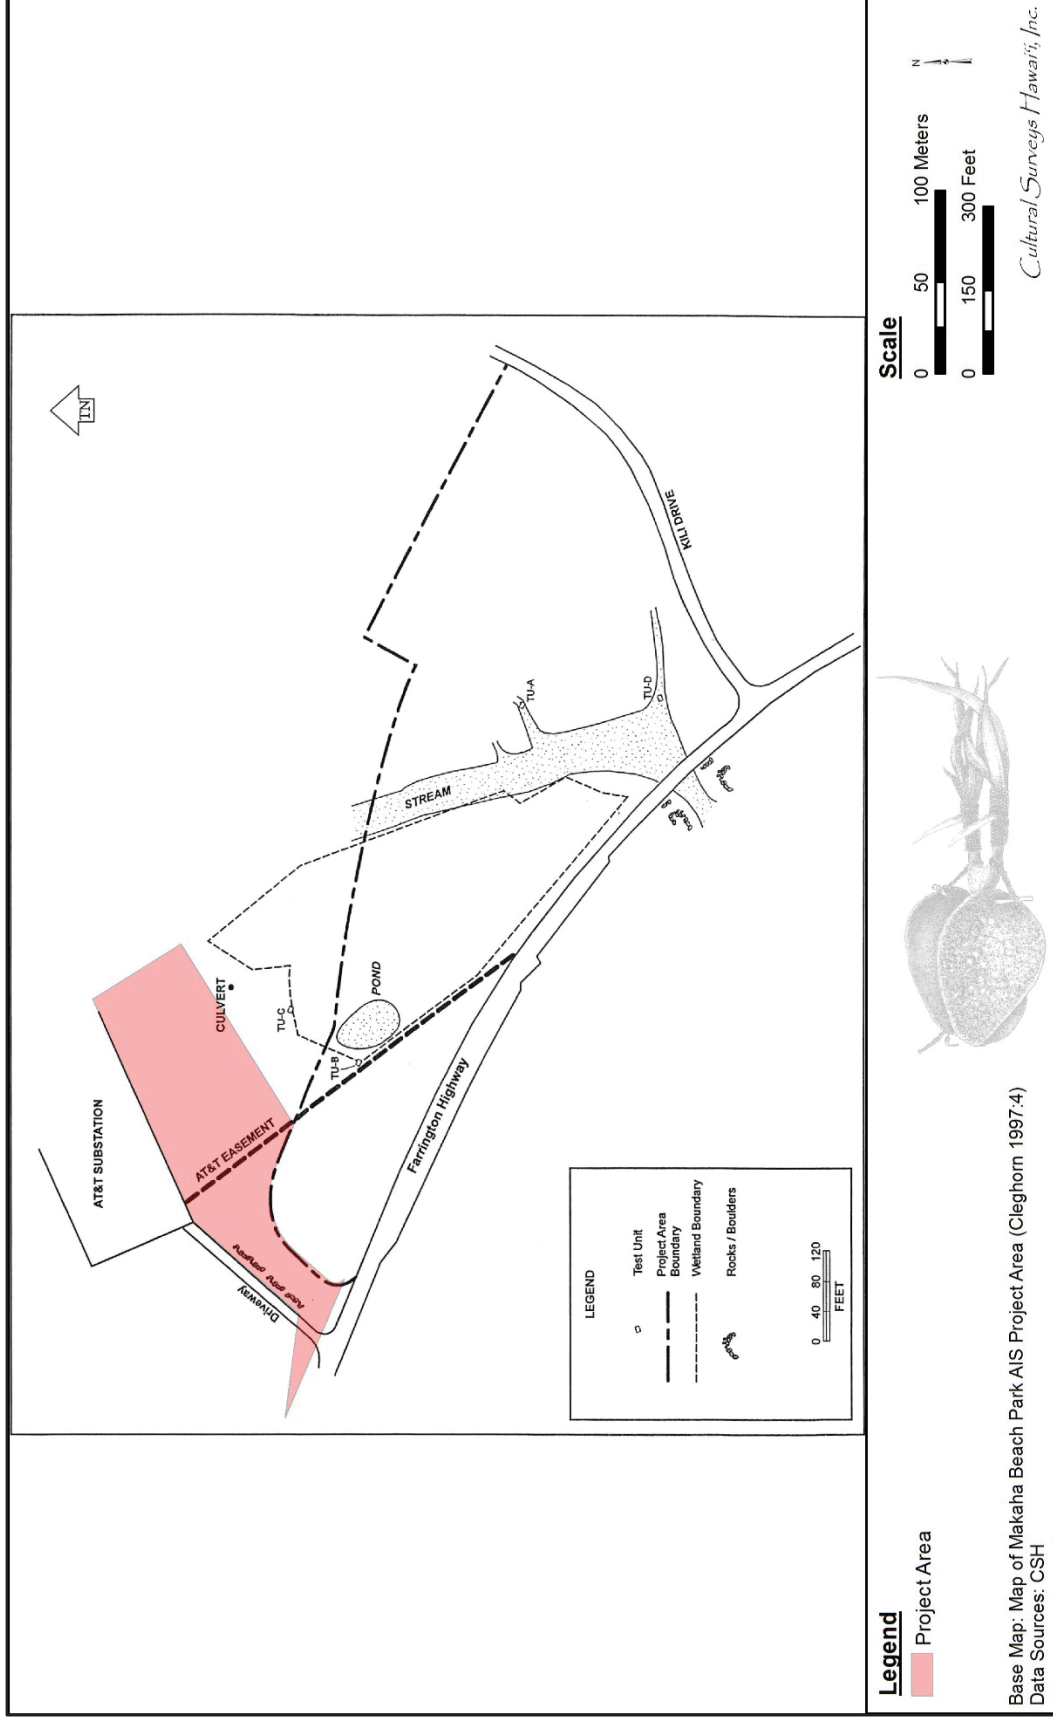 TN
AT&T SUBSTATION
AT&T EASEMENT
Driveway
CULVERT
TU-C
TU-B
POND
STREAM
TU-A
TU-D
KILI DRIVE
Farrington Highway
LEGEND
Test Unit
Project Area
Boundary
Wetland Boundary
Rocks / Boulders
0 40 80 120
FEET
Legend
Project Area
Base Map: Map of Makaha Beach Park AIS Project Area (Cleghorn 1997:4)
Data Sources: CSH
Scale
0 50 100 Meters
0 150 300 Feet
N
Cultural Surveys Hawai‘i, Inc.